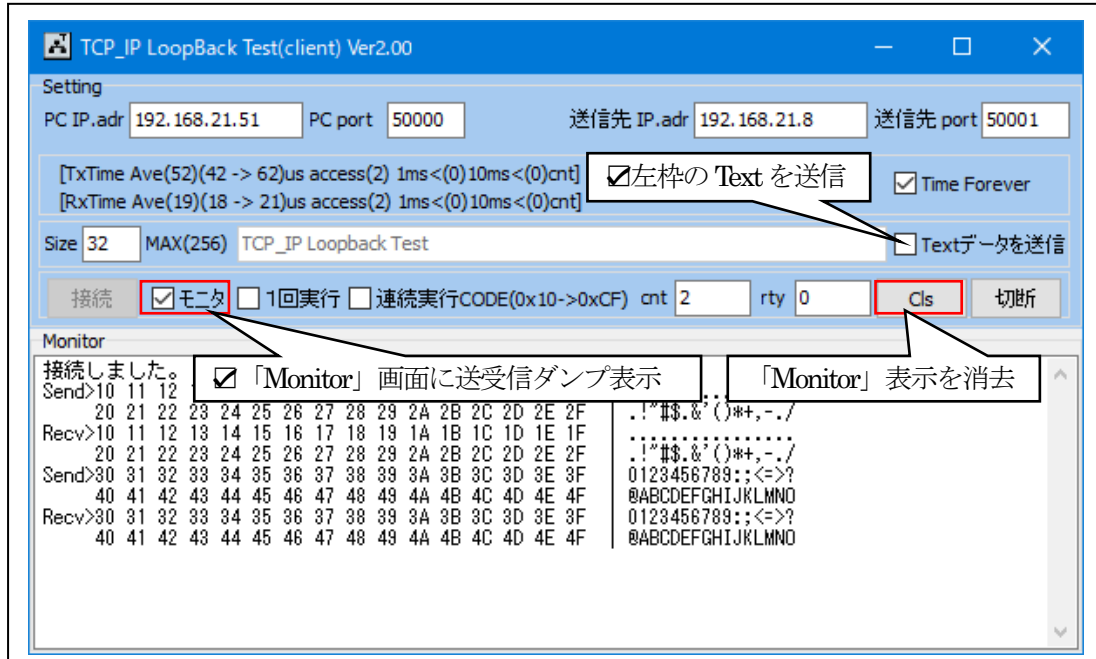 TCP_IP LoopBack Test(client) Ver2.00
Setting
PC IP.adr 192.168.21.51 PC port 50000 送信先 IP.adr 192.168.21.8 送信先 port 50001
[TxTime Ave(52)(42 -> 62)us access(2) 1ms<(0)10ms<(0)cnt]
☑左枠の Text を送信
[RxTime Ave(19)(18 -> 21)us access(2) 1ms<(0)10ms<(0)cnt]
Time Forever
Size 32 MAX(256) TCP_IP Loopback Test Textデータを送信
接続 モニタ 1回実行 連続実行CODE(0x10->0xCF) cnt 2 rty 0 Cls 切断
Monitor
接続しました。
☑「Monitor」画面に送受信ダンプ表示
「Monitor」表示を消去
Send>10 11 12
20 21 22 23 24 25 26 27 28 29 2A 2B 2C 2D 2E 2F | .!"#$.&'()*+,-./
Recv>10 11 12 13 14 15 16 17 18 19 1A 1B 1C 1D 1E 1F | ................
20 21 22 23 24 25 26 27 28 29 2A 2B 2C 2D 2E 2F | .!"#$.&'()*+,-./
Send>30 31 32 33 34 35 36 37 38 39 3A 3B 3C 3D 3E 3F | 0123456789:;<=>?
40 41 42 43 44 45 46 47 48 49 4A 4B 4C 4D 4E 4F | @ABCDEFGHIJKLMNO
Recv>30 31 32 33 34 35 36 37 38 39 3A 3B 3C 3D 3E 3F | 0123456789:;<=>?
40 41 42 43 44 45 46 47 48 49 4A 4B 4C 4D 4E 4F | @ABCDEFGHIJKLMNO